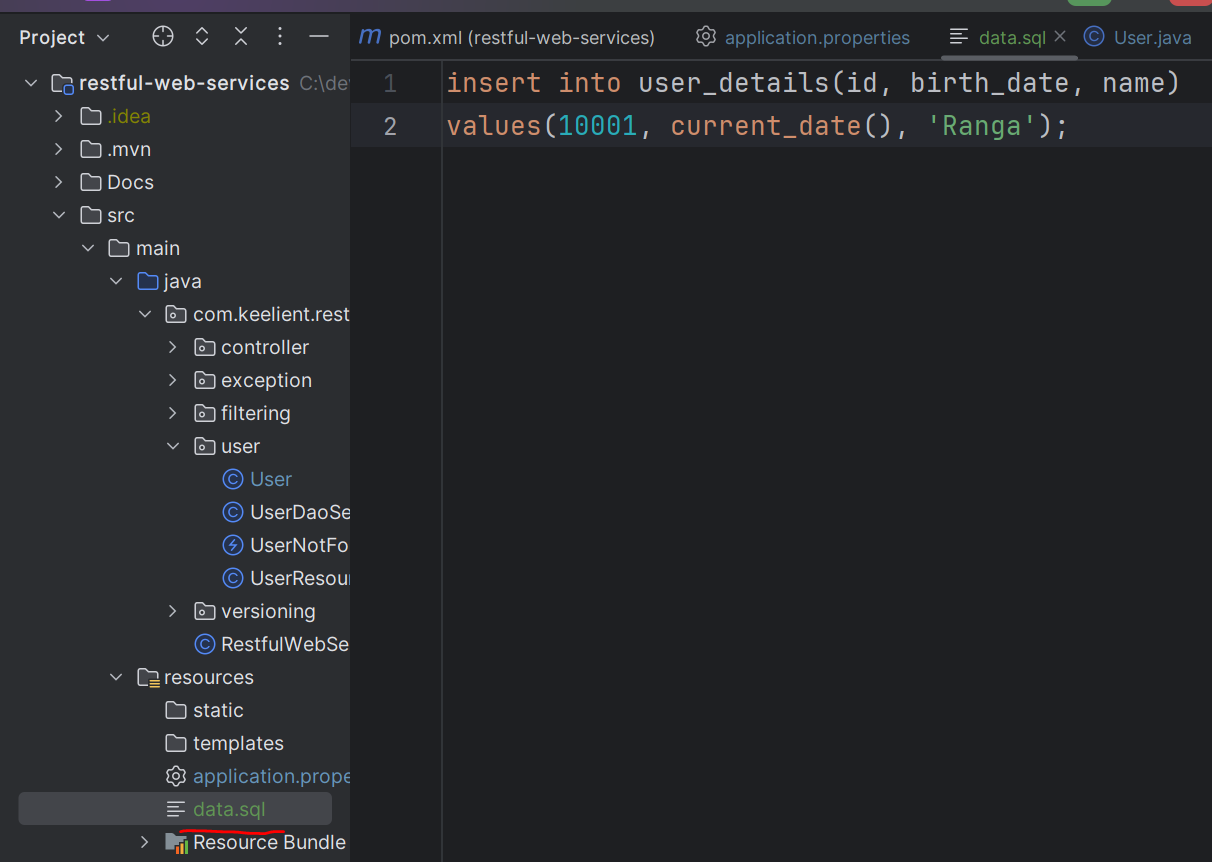 Project
pom.xml (restful-web-services)
application.properties
data.sql
User.java
restful-web-services C:\de
.idea
.mvn
Docs
src
main
java
com.keelient.rest
controller
exception
filtering
user
User
UserDaoSe
UserNotFo
UserResour
versioning
RestfulWebSe
resources
static
templates
application.prope
data.sql
Resource Bundle
1 insert into user_details(id, birth_date, name)
2 values(10001, current_date(), 'Ranga');